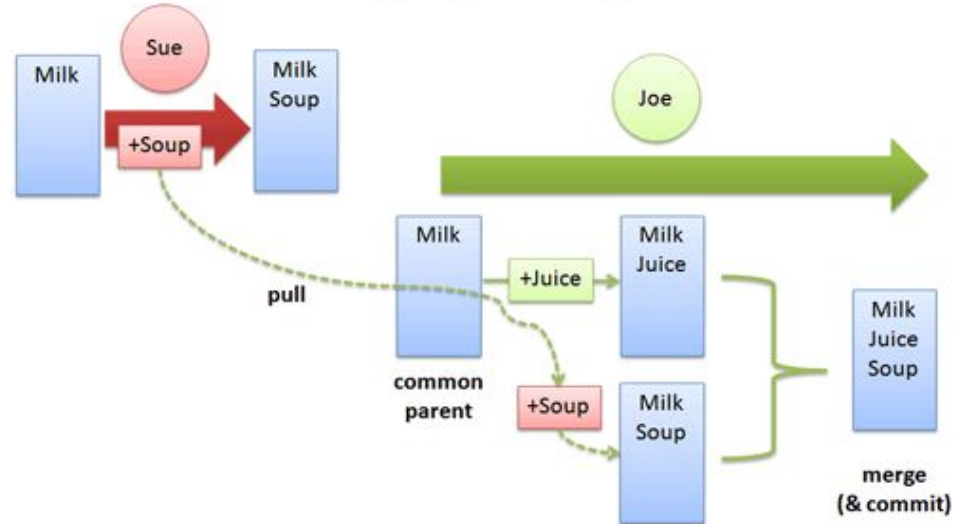 Sue
Milk
Milk
Soup
+Soup
Joe
pull
Milk
common
parent
+Juice
Milk
Juice
+Soup
Milk
Soup
Milk
Juice
Soup
merge
(& commit)